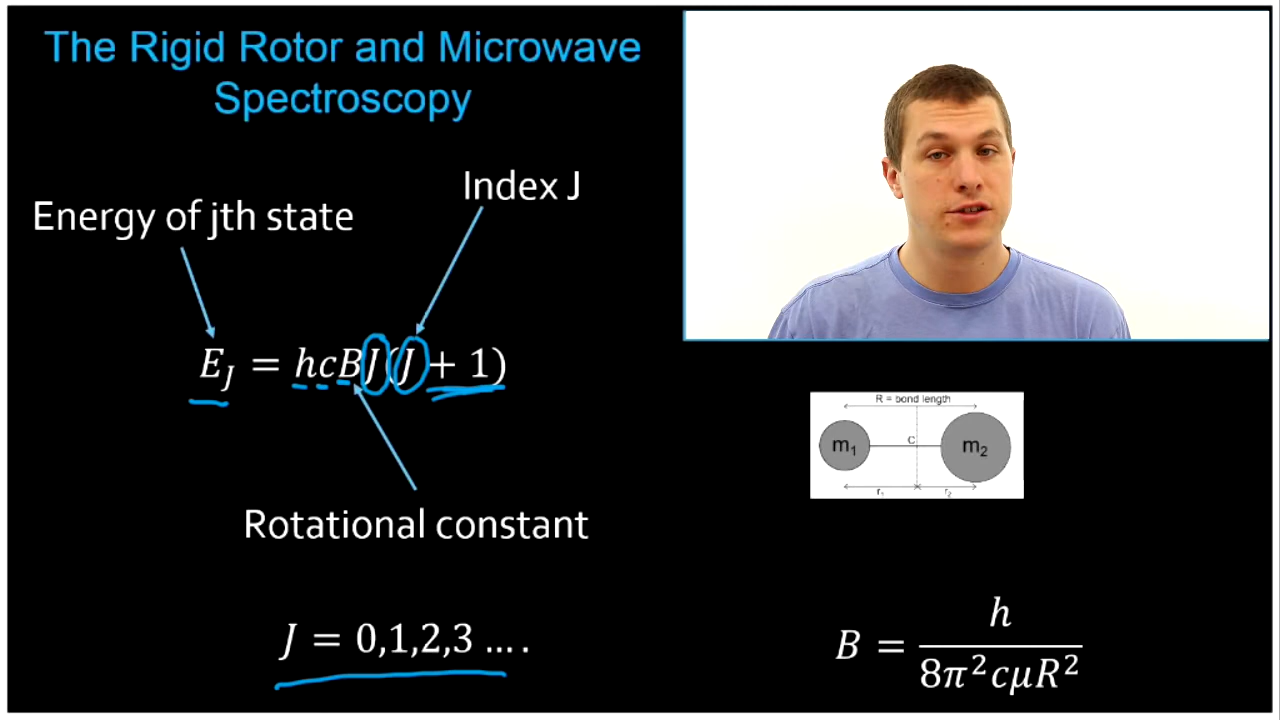 The Rigid Rotor and Microwave
Spectroscopy
Index J
Energy of jth state
E_J = hcBJ(J + 1)
Rotational constant
J = 0,1,2,3 ... .
R = bond length
m₁
C
m₂
r₁
r₂
B = h / 8π²cμR²